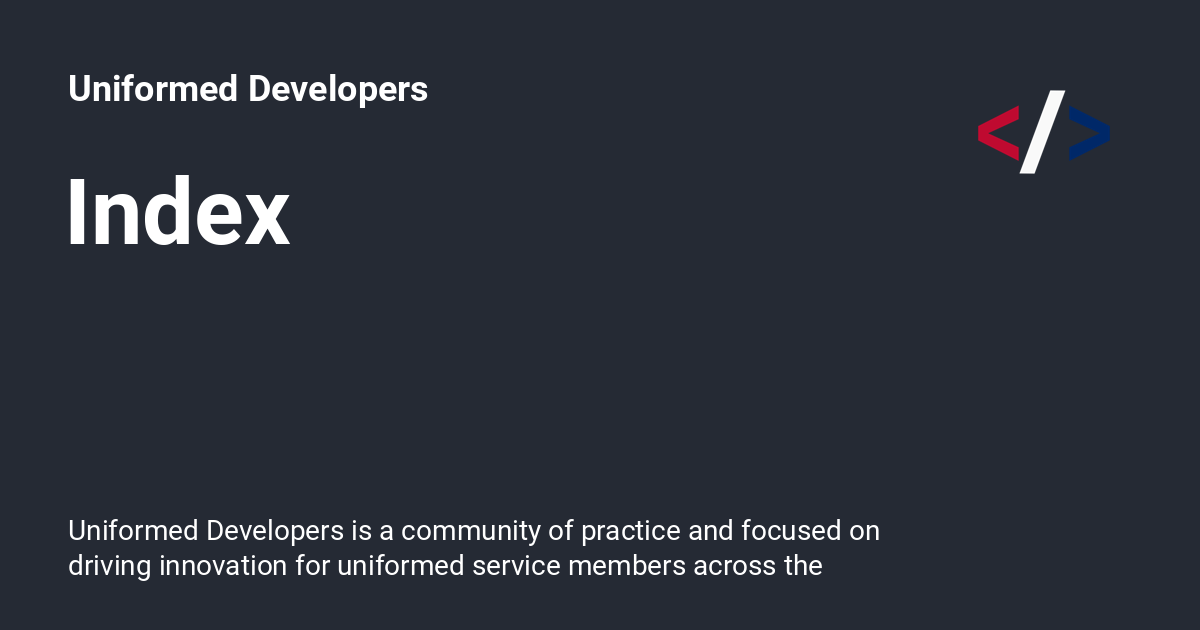 Uniformed Developers
</>
Index
Uniformed Developers is a community of practice and focused on
driving innovation for uniformed service members across the